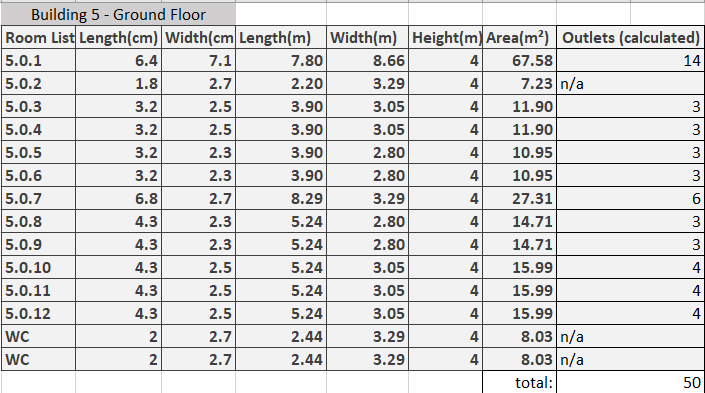 Building 5 - Ground Floor
Room List Length(cm) Width(cm Length(m) Width(m) Height(m) Area(m²) Outlets (calculated)
5.0.1 6.4 7.1 7.80 8.66 4 67.58 14
5.0.2 1.8 2.7 2.20 3.29 4 7.23 n/a
5.0.3 3.2 2.5 3.90 3.05 4 11.90 3
5.0.4 3.2 2.5 3.90 3.05 4 11.90 3
5.0.5 3.2 2.3 3.90 2.80 4 10.95 3
5.0.6 3.2 2.3 3.90 2.80 4 10.95 3
5.0.7 6.8 2.7 8.29 3.29 4 27.31 6
5.0.8 4.3 2.3 5.24 2.80 4 14.71 3
5.0.9 4.3 2.3 5.24 2.80 4 14.71 3
5.0.10 4.3 2.5 5.24 3.05 4 15.99 4
5.0.11 4.3 2.5 5.24 3.05 4 15.99 4
5.0.12 4.3 2.5 5.24 3.05 4 15.99 4
WC 2 2.7 2.44 3.29 4 8.03 n/a
WC 2 2.7 2.44 3.29 4 8.03 n/a
total: 50